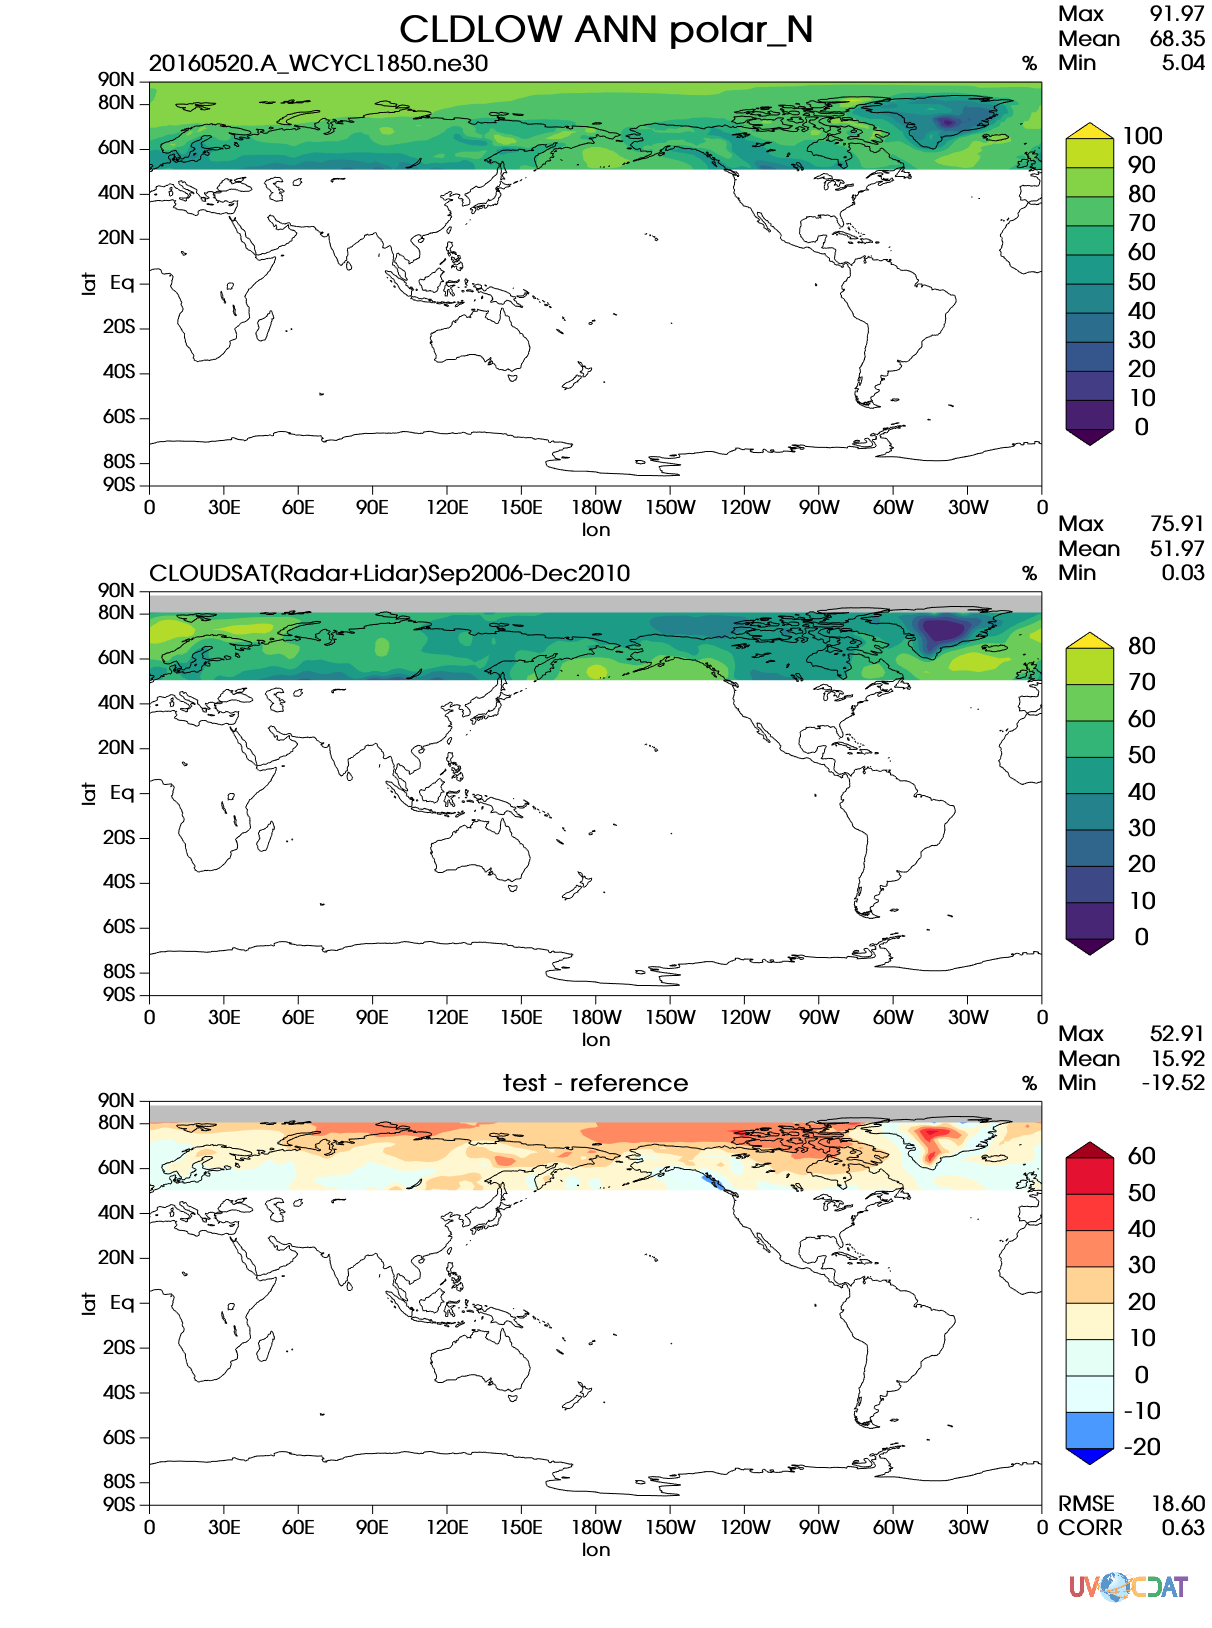 CLDLOW ANN polar_N
Max 91.97
Mean 68.35
Min 5.04
20160520.A_WCYCL1850.ne30 %
90N
80N
60N
40N
20N
Eq
20S
40S
60S
80S
90S
lat
0 30E 60E 90E 120E 150E 180W 150W 120W 90W 60W 30W 0
lon
100
90
80
70
60
50
40
30
20
10
0
Max 75.91
Mean 51.97
Min 0.03
CLOUDSAT(Radar+Lidar)Sep2006-Dec2010 %
90N
80N
60N
40N
20N
Eq
20S
40S
60S
80S
90S
lat
0 30E 60E 90E 120E 150E 180W 150W 120W 90W 60W 30W 0
lon
80
70
60
50
40
30
20
10
0
Max 52.91
Mean 15.92
Min -19.52
test - reference %
90N
80N
60N
40N
20N
Eq
20S
40S
60S
80S
90S
lat
0 30E 60E 90E 120E 150E 180W 150W 120W 90W 60W 30W 0
lon
60
50
40
30
20
10
0
-10
-20
RMSE 18.60
CORR 0.63
UV CDAT